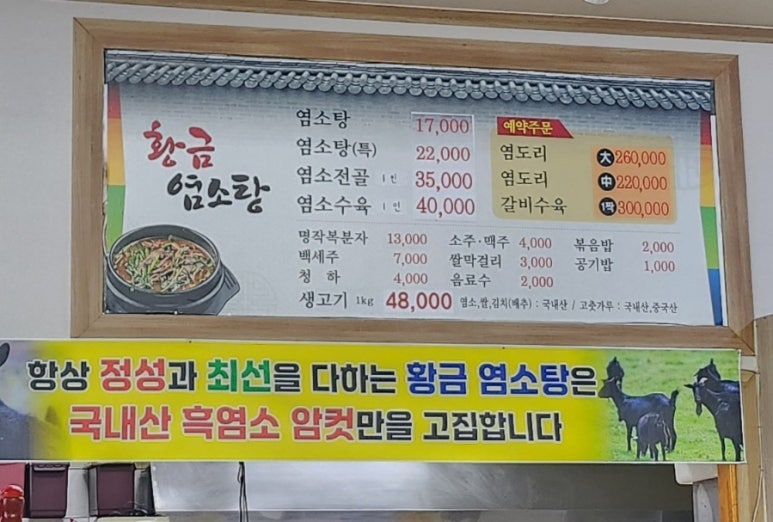 황금
염소탕
염소탕 17,000
염소탕(특) 22,000
염소전골 1인 35,000
염소수육 1인 40,000
예약주문
염도리 大 260,000
염도리 中 220,000
갈비수육 1짝 300,000
명작복분자 13,000 소주·맥주 4,000 볶음밥 2,000
백세주 7,000 쌀막걸리 3,000 공기밥 1,000
청하 4,000 음료수 2,000
생고기 1kg 48,000 염소,쌀,김치(배추) : 국내산 / 고춧가루 : 국내산,중국산
항상 정성과 최선을 다하는 황금 염소탕은
국내산 흑염소 암컷만을 고집합니다